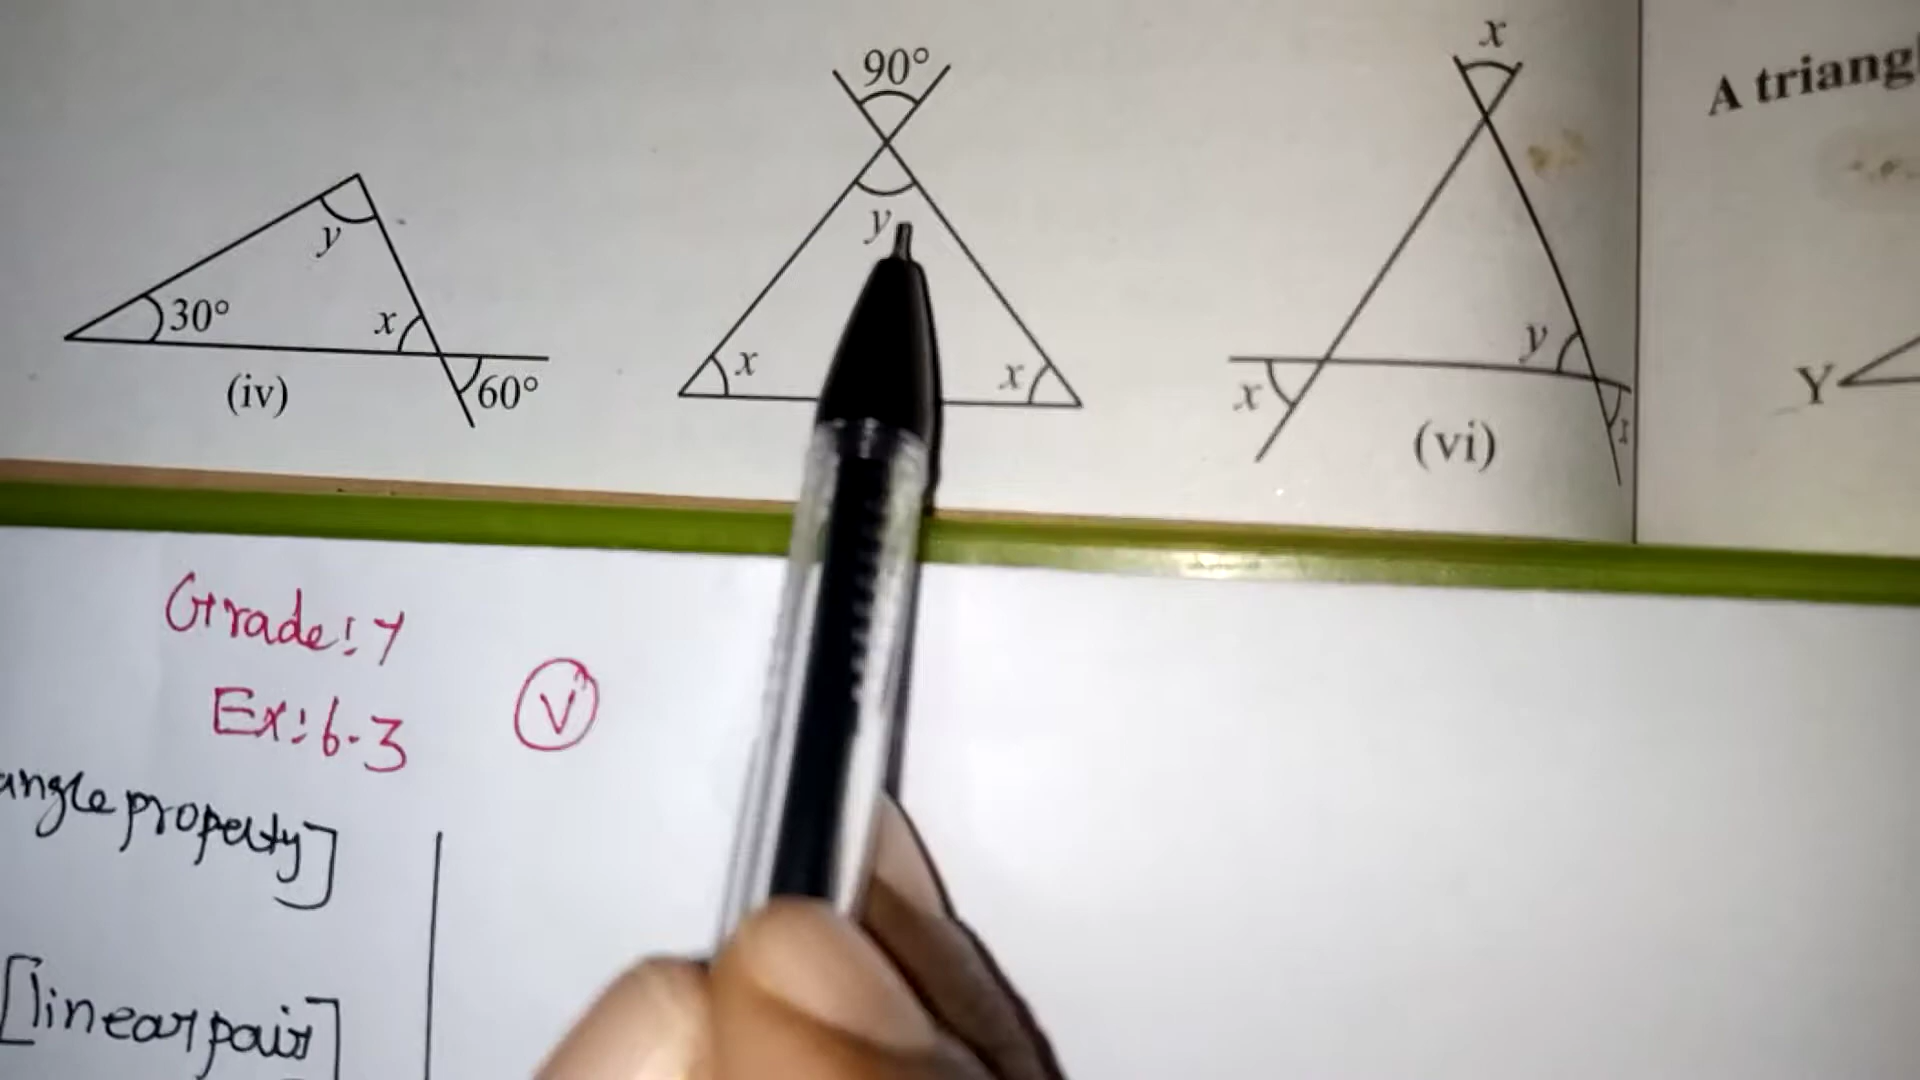 x
90°
A triang
y
y
30°
x
x
x
y
Y
60°
x
(iv)
(vi)
Grade: 7
Ex: 6.3
V
angle property]
[linear pair]